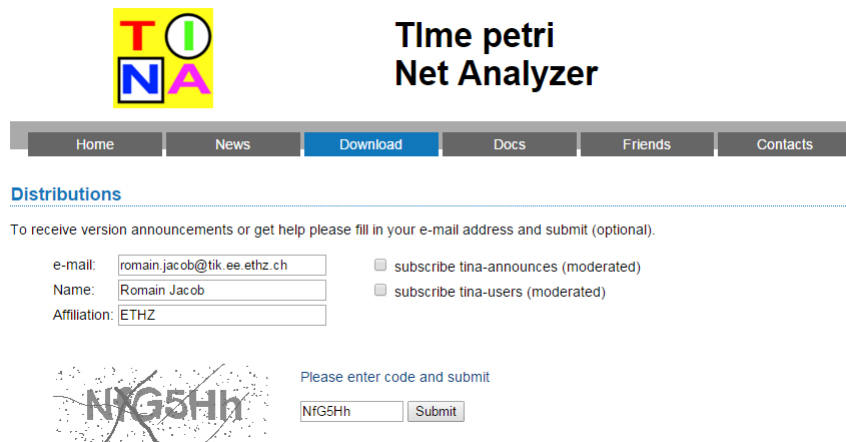 TINA
TIme petri
Net Analyzer
Home News Download Docs Friends Contacts
Distributions
To receive version announcements or get help please fill in your e-mail address and submit (optional).
e-mail: romain.jacob@tik.ee.ethz.ch subscribe tina-announces (moderated)
Name: Romain Jacob subscribe tina-users (moderated)
Affiliation: ETHZ
Please enter code and submit
NfG5Hh
NfG5Hh Submit